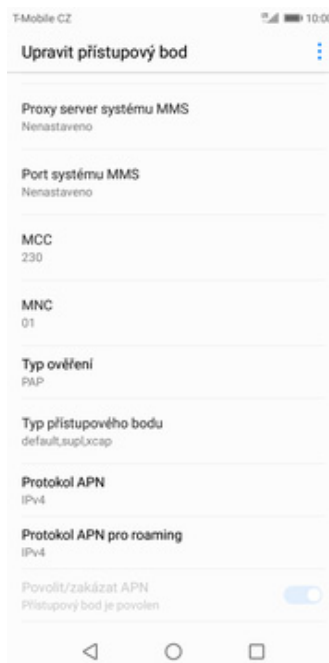 T-Mobile CZ 10:00
Upravit přístupový bod
Proxy server systému MMS
Nenastaveno
Port systému MMS
Nenastaveno
MCC
230
MNC
01
Typ ověření
PAP
Typ přístupového bodu
default,supl,xcap
Protokol APN
IPv4
Protokol APN pro roaming
IPv4
Povolit/zakázat APN
Přístupový bod je povolen